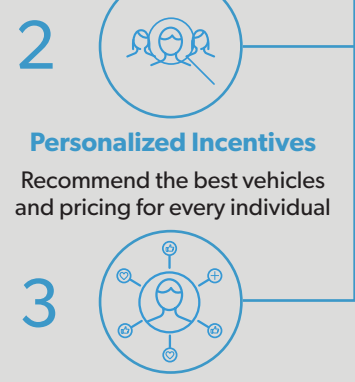 2
Personalized Incentives
Recommend the best vehicles
and pricing for every individual
3